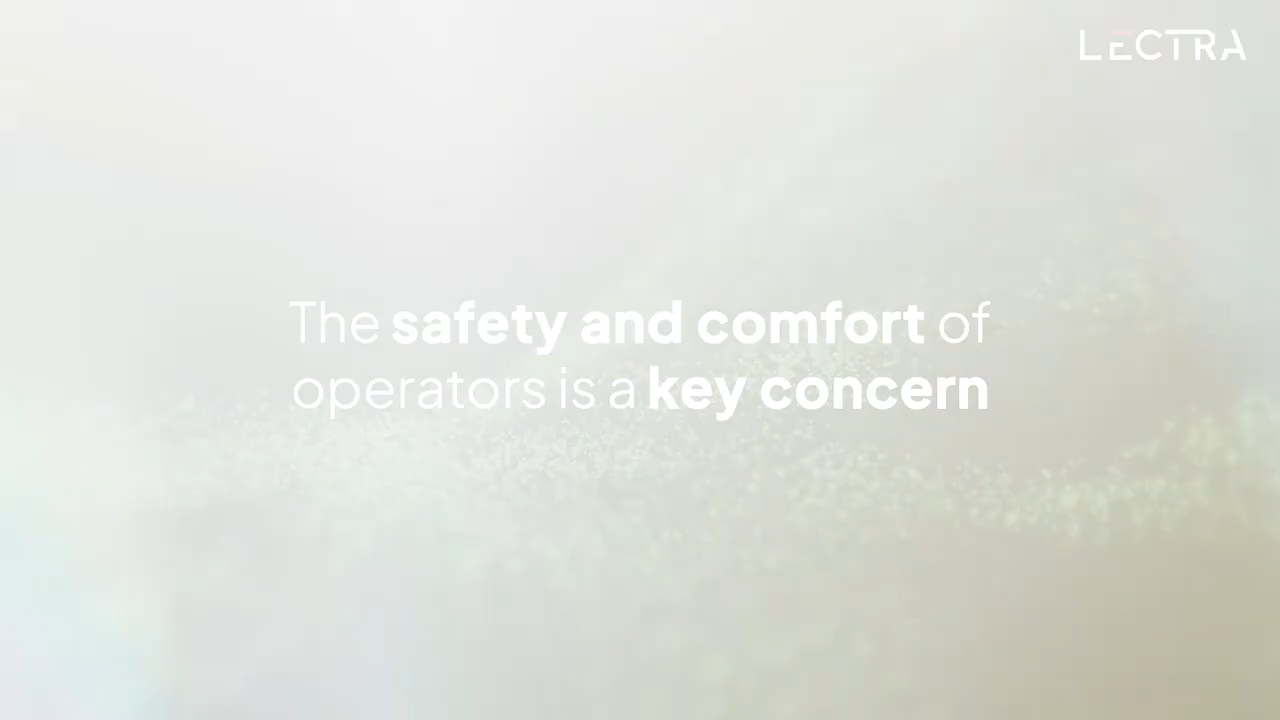 LECTRA
The safety and comfort of
operators is a key concern